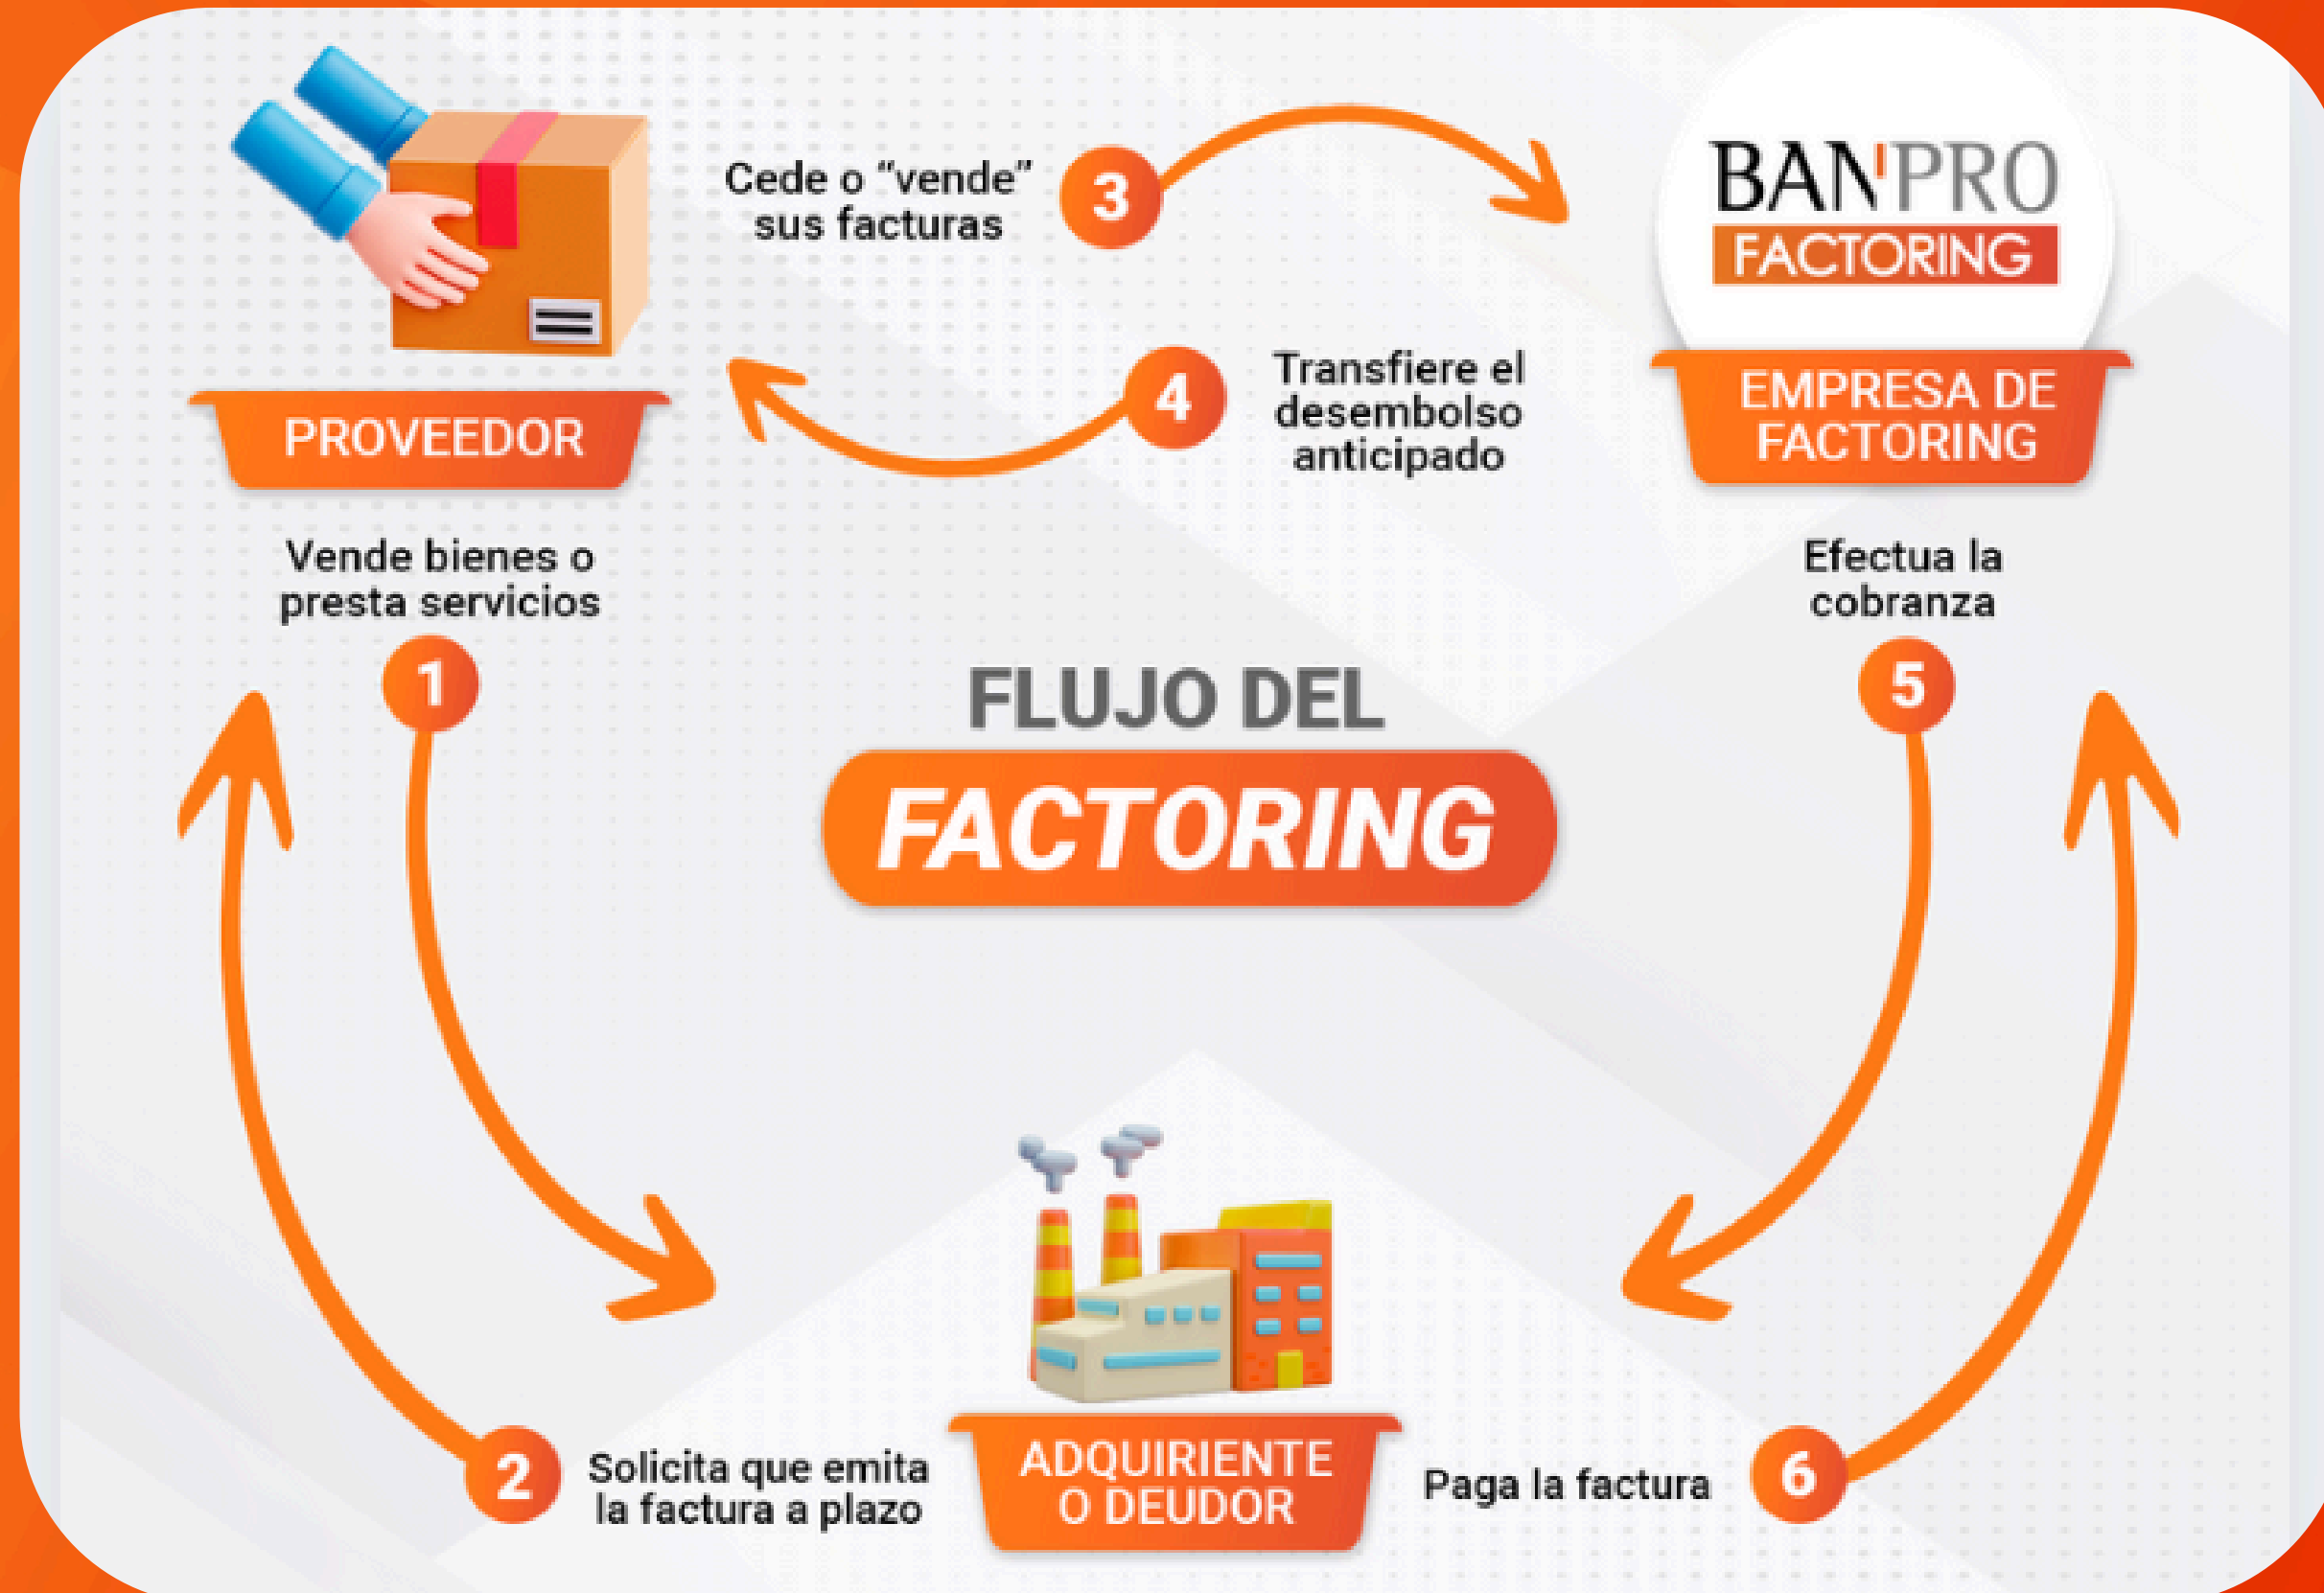 Cede o “vende”
sus facturas
3
BANPRO
FACTORING
4
Transfiere el
desembolso
anticipado
PROVEEDOR
EMPRESA DE
FACTORING
Vende bienes o
presta servicios
1
Efectua la
cobranza
5
FLUJO DEL
FACTORING
2
Solicita que emita
la factura a plazo
ADQUIRIENTE
O DEUDOR
Paga la factura
6